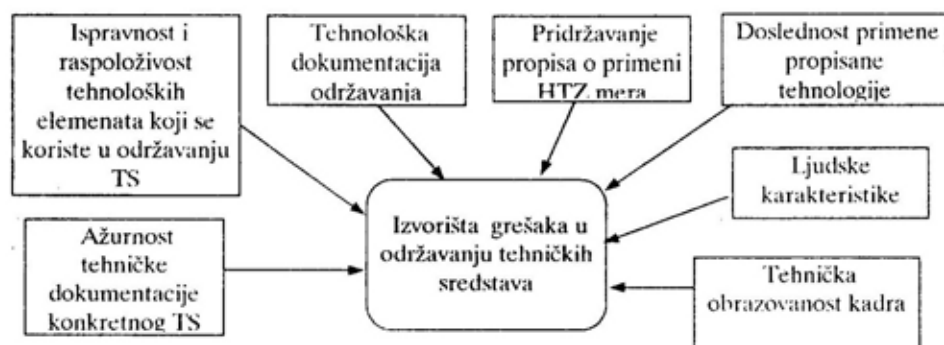 Ispravnost i
raspoloživost
tehnoloških
elemenata koji se
koriste u održavanju
TS
Tehnološka
dokumentacija
održavanja
Pridržavanje
propisa o primeni
HTZ mera
Doslednost primene
propisane
tehnologije
Ljudske
karakteristike
Izvorišta grešaka u
održavanju tehničkih
sredstava
Ažurnost
tehničke
dokumentacije
konkretnog TS
Tehnička
obrazovanost kadra